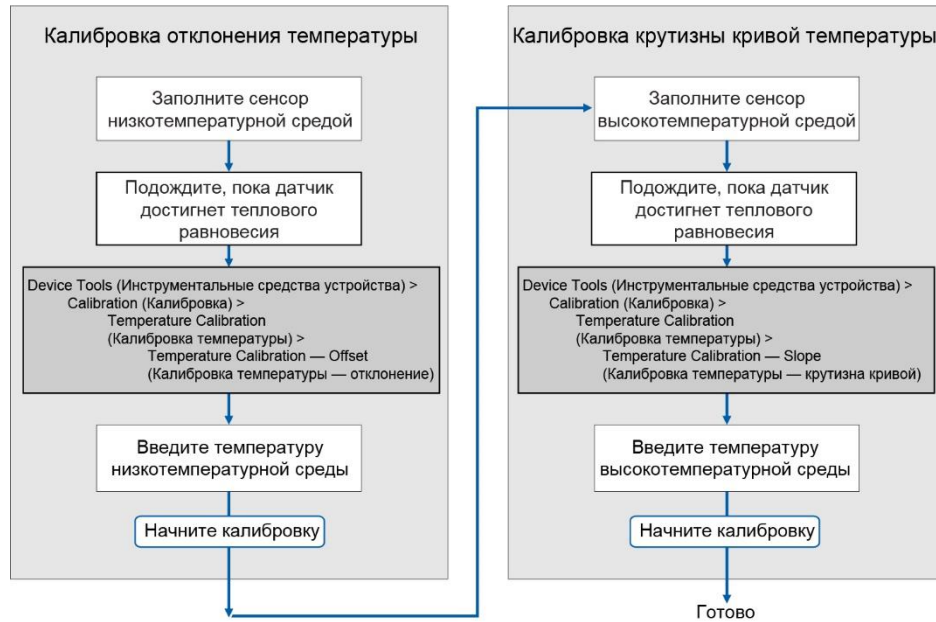 Калибровка отклонения температуры
Заполните сенсор
низкотемпературной средой
Подождите, пока датчик
достигнет теплового
равновесия
Device Tools (Инструментальные средства устройства) >
Calibration (Калибровка) >
Temperature Calibration
(Калибровка температуры) >
Temperature Calibration — Offset
(Калибровка температуры — отклонение)
Введите температуру
низкотемпературной среды
Начните калибровку
Калибровка крутизны кривой температуры
Заполните сенсор
высокотемпературной средой
Подождите, пока датчик
достигнет теплового
равновесия
Device Tools (Инструментальные средства устройства) >
Calibration (Калибровка) >
Temperature Calibration
(Калибровка температуры) >
Temperature Calibration — Slope
(Калибровка температуры — крутизна кривой)
Введите температуру
высокотемпературной среды
Начните калибровку
Готово